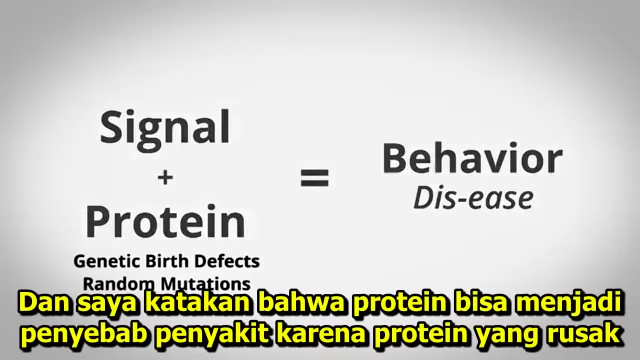 Signal
+
Protein
Genetic Birth Defects
Random Mutations
=
Behavior
Dis-ease
Dan saya katakan bahwa protein bisa menjadi
penyebab penyakit karena protein yang rusak